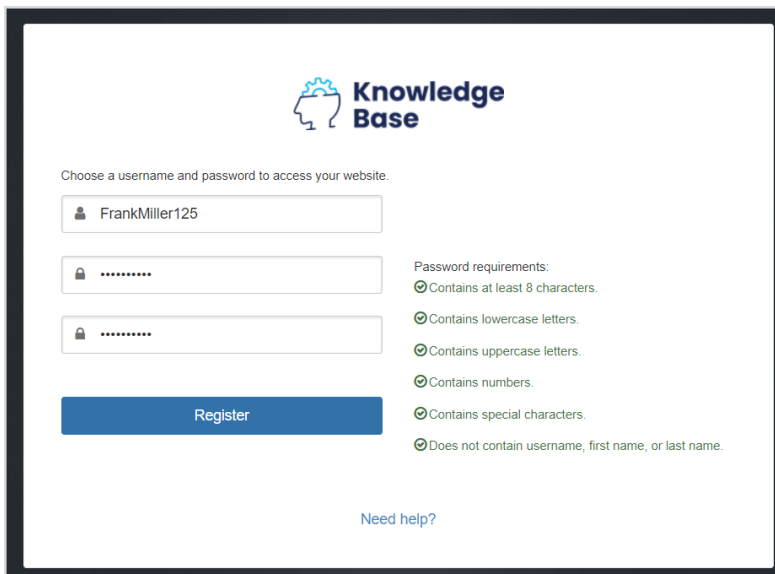 Knowledge
Base
Choose a username and password to access your website.
FrankMiller125
••••••••••
••••••••••
Password requirements:
Contains at least 8 characters.
Contains lowercase letters.
Contains uppercase letters.
Contains numbers.
Contains special characters.
Does not contain username, first name, or last name.
Register
Need help?